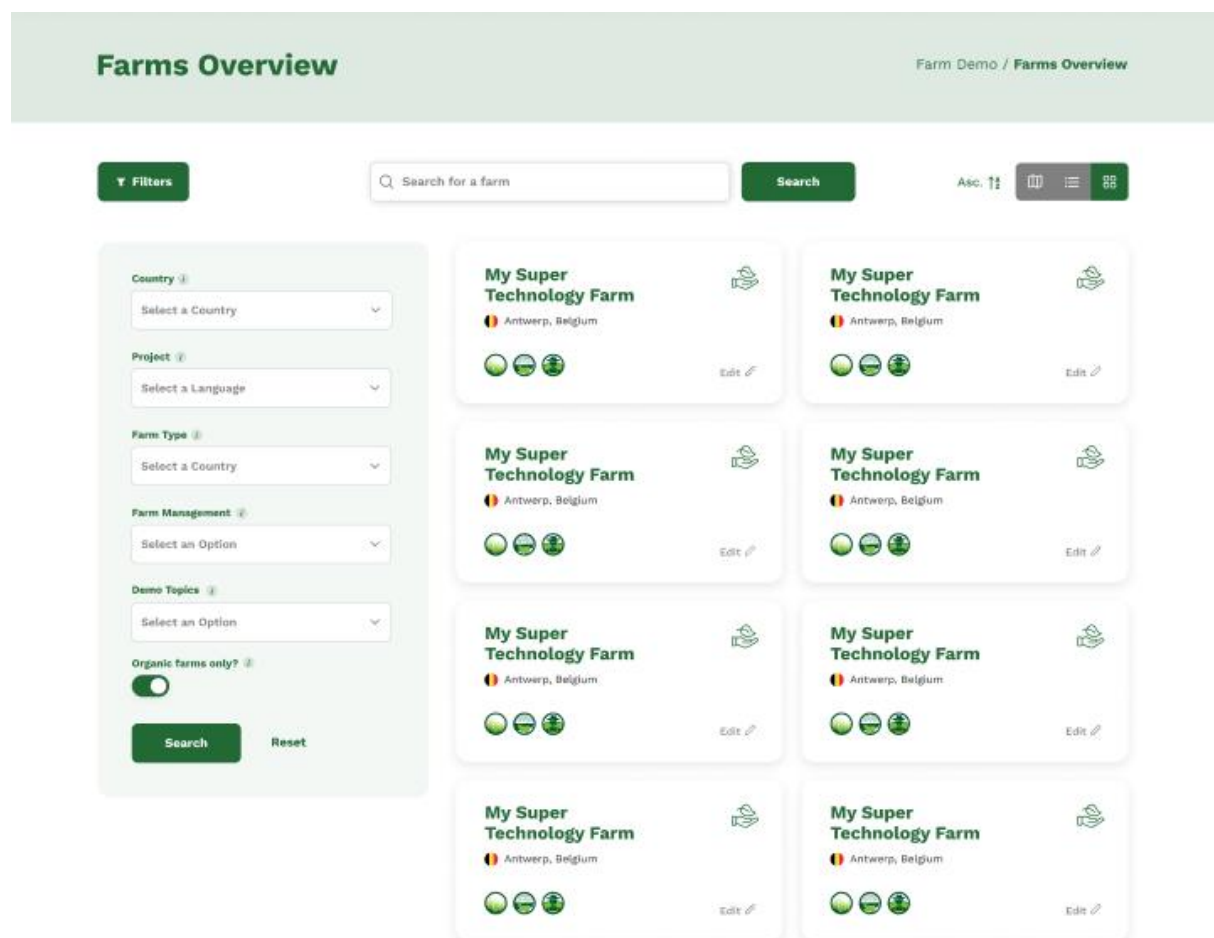 Farms Overview
Farm Demo / Farms Overview
Filters
Search for a farm
Search
Asc.
Country
Select a Country
Project
Select a Language
Farm Type
Select a Country
Farm Management
Select an Option
Demo Topics
Select an Option
Organic farms only?
Search
Reset
My Super
Technology Farm
Antwerp, Belgium
Edit
My Super
Technology Farm
Antwerp, Belgium
Edit
My Super
Technology Farm
Antwerp, Belgium
Edit
My Super
Technology Farm
Antwerp, Belgium
Edit
My Super
Technology Farm
Antwerp, Belgium
Edit
My Super
Technology Farm
Antwerp, Belgium
Edit
My Super
Technology Farm
Antwerp, Belgium
Edit
My Super
Technology Farm
Antwerp, Belgium
Edit